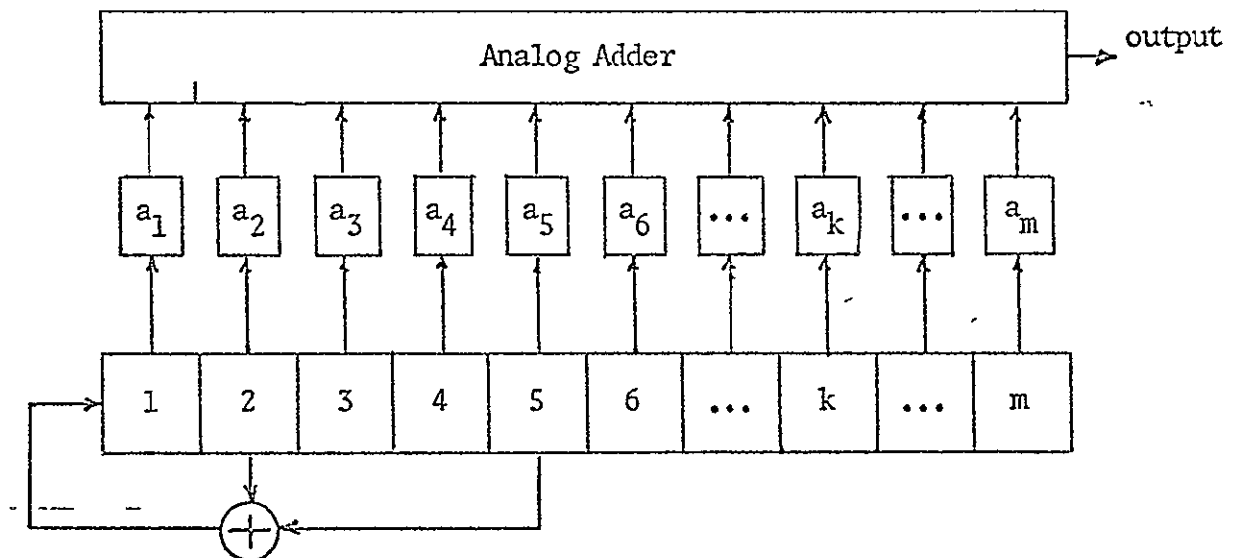 Analog Adder
output
a1 a2 a3 a4 a5 a6 ... ak ... am
1 2 3 4 5 6 ... k ... m
+